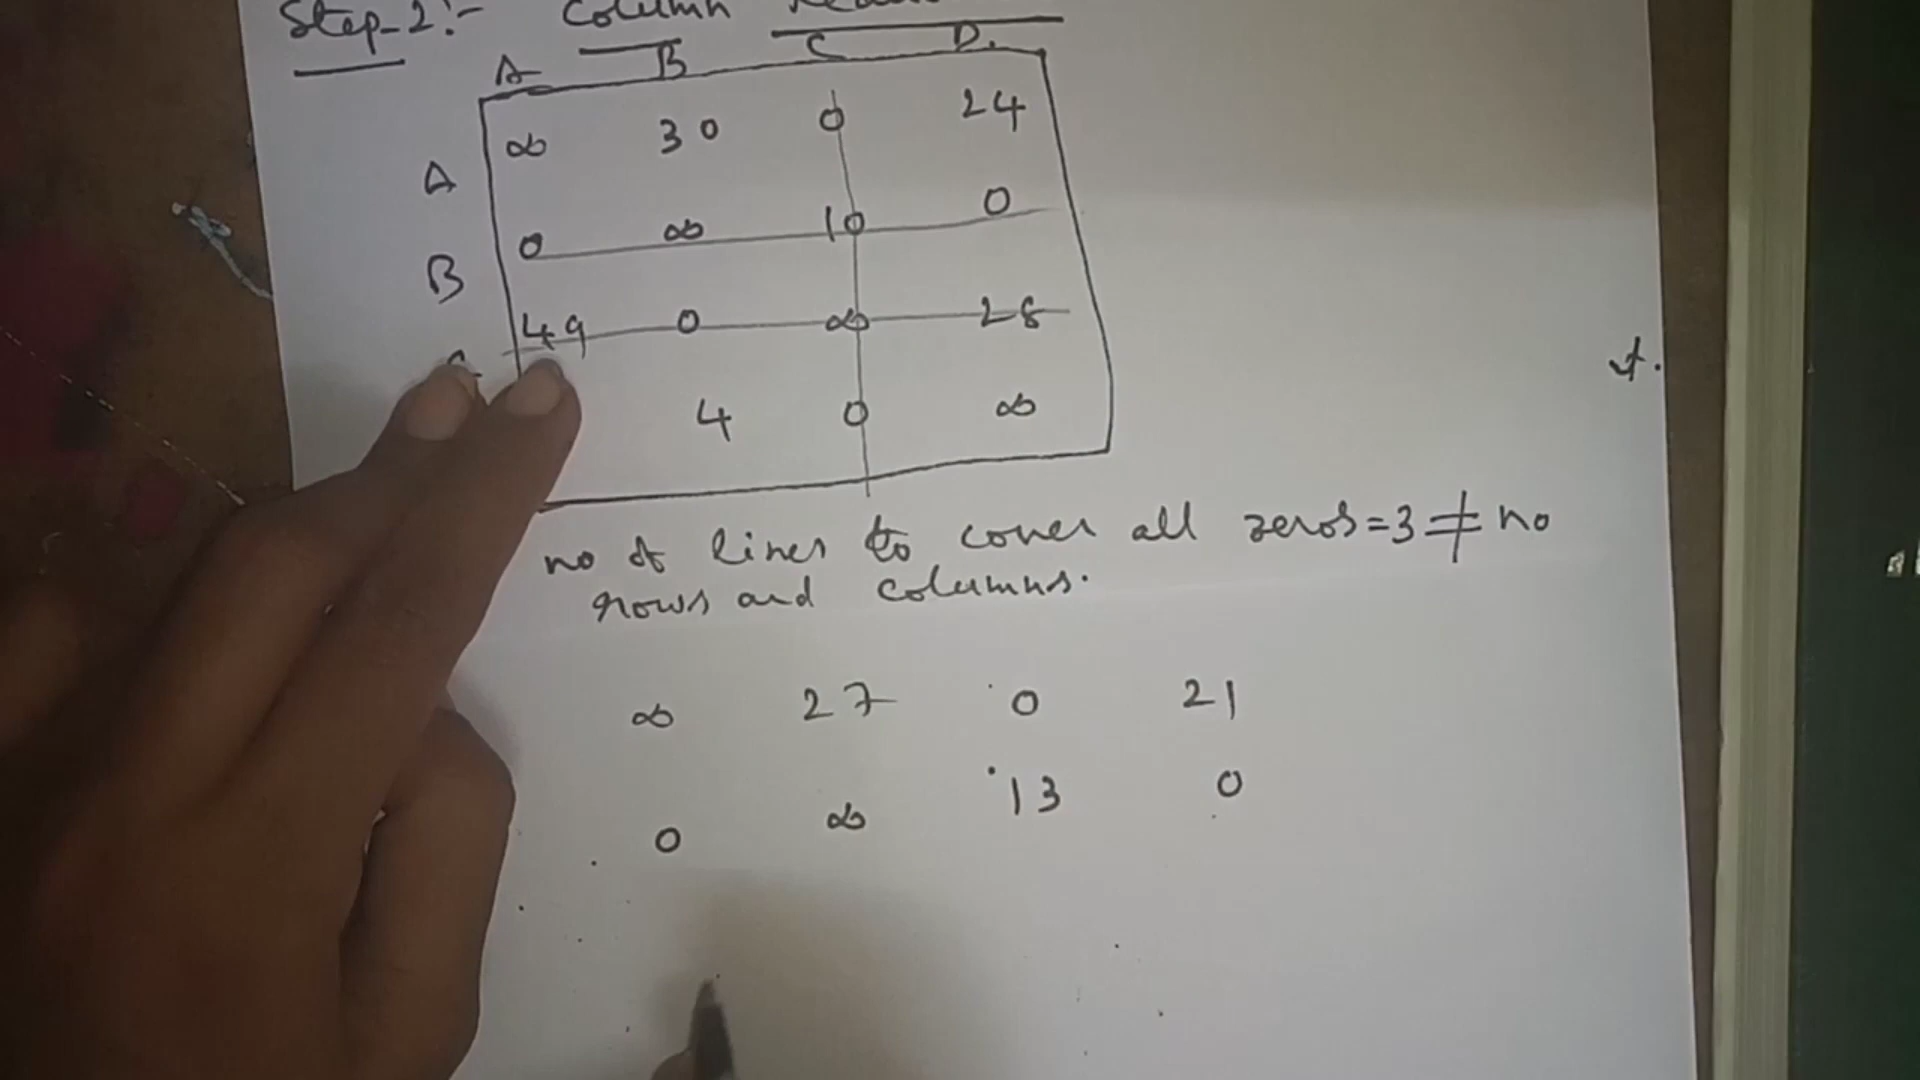 Step-2:- Column
A B C D.
A ∞ 30 0 24
B 0 ∞ 10 0
49 0 ∞ 28
4 0 ∞
no of lines to cover all zeros=3≠no
rows and columns.
∞ 27 0 21
0 ∞ 13 0